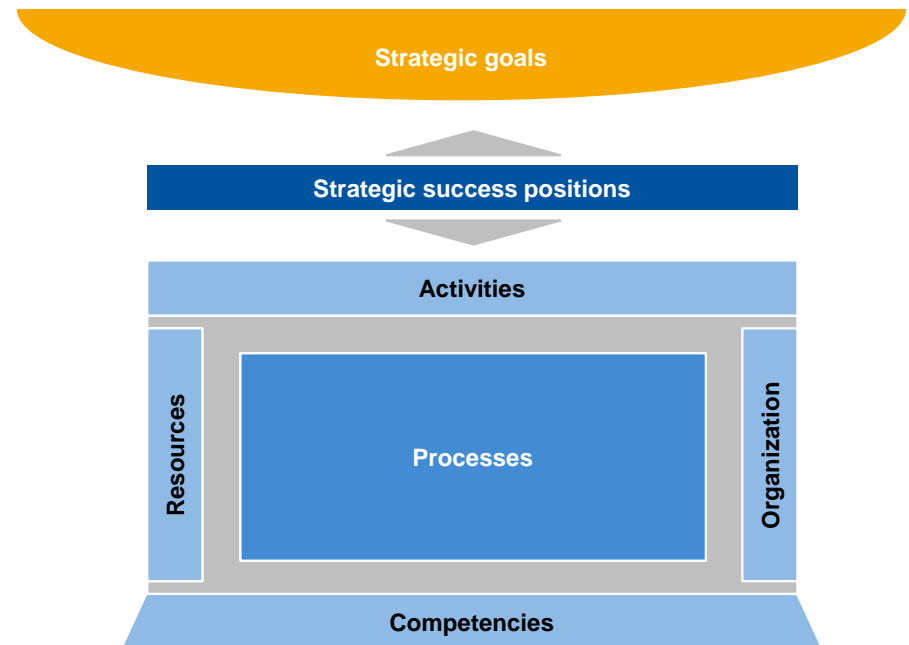 Strategic goals
Strategic success positions
Activities
Resources
Processes
Organization
Competencies